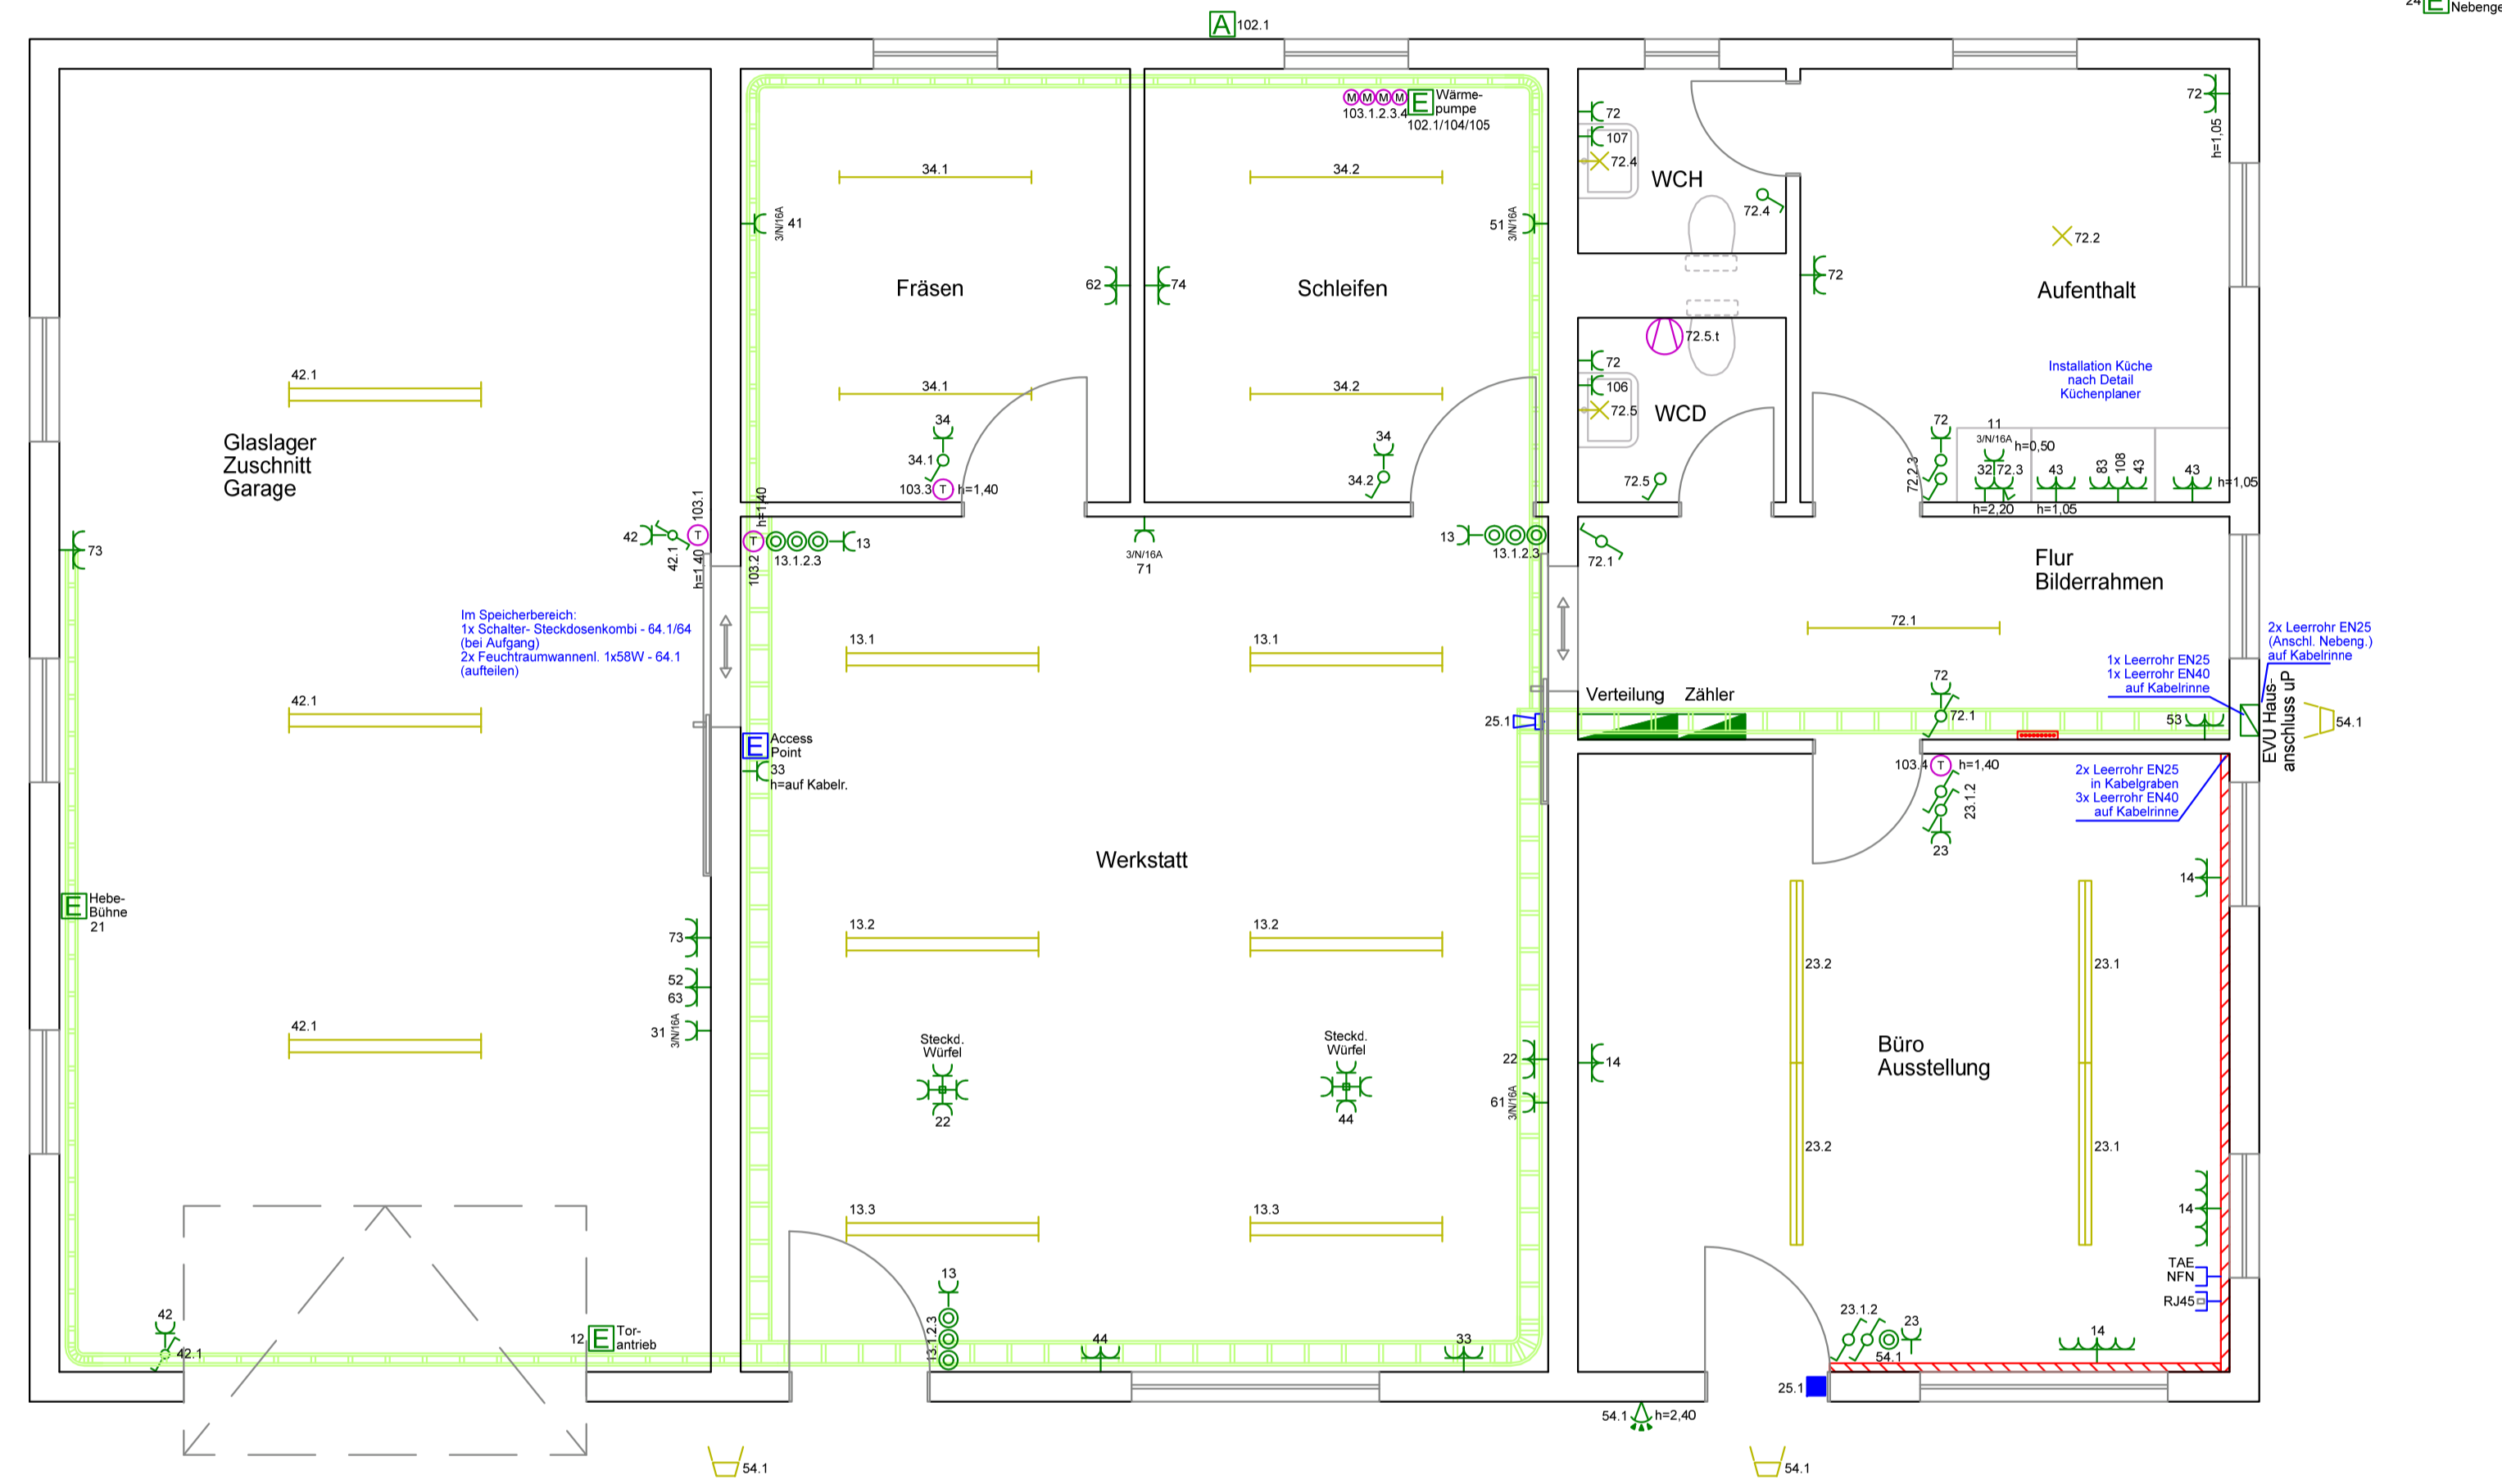 24 E
Nebenge
A 102.1
M M M M E Wärme-
pumpe
103.1.2.3.4
102.1/104/105
72
107
72.4
WCH
72.4
72
h=1,05
34.1
34.2
3/N/16A 41
51 3/N/16A
72.2
62
74
72
Fräsen
Schleifen
Aufenthalt
72.5.t
72
106
72.5
WCD
Installation Küche
nach Detail
Küchenplaner
42.1
34.1
34.2
Glaslager
Zuschnitt
Garage
34
34.1
103.3 T h=1,40
34
34.2
72.5
72
72.2.3
11
3/N/16A
h=0,50
32
72.3
h=2,20
43
h=1,05
83
108
43
43
h=1,05
73
42
42.1
T
103.1
h=1.40
T
103.2
h=1,40
13.1.2.3
13
3/N/16A
71
13
13.1.2.3
72.1
Flur
Bilderrahmen
Im Speicherbereich:
1x Schalter- Steckdosenkombi - 64.1/64
(bei Aufgang)
2x Feuchtraumwannenl. 1x58W - 64.1
(aufteilen)
13.1
13.1
72.1
2x Leerrohr EN25
(Anschl. Nebeng.)
auf Kabelrinne
1x Leerrohr EN25
1x Leerrohr EN40
auf Kabelrinne
Verteilung
Zähler
72
72.1
53
EVU Haus-
anschluss uP
54.1
42.1
25.1
E Access
Point
33
h=auf Kabelr.
103.4 T h=1,40
23.1.2
23
2x Leerrohr EN25
in Kabelgraben
3x Leerrohr EN40
auf Kabelrinne
Werkstatt
14
E Hebe-
Bühne
21
73
52
63
31 3/N/16A
13.2
13.2
23.2
23.1
42.1
Steckd.
Würfel
22
Steckd.
Würfel
44
22
61 3/N/16A
14
Büro
Ausstellung
23.2
23.1
13.3
13.3
14
TAE
NFN
RJ45
42
42.1
12 E Tor-
antrieb
13
13.1.2.3
44
33
23.1.2
54.1
23
14
25.1
54.1
h=2,40
54.1
54.1